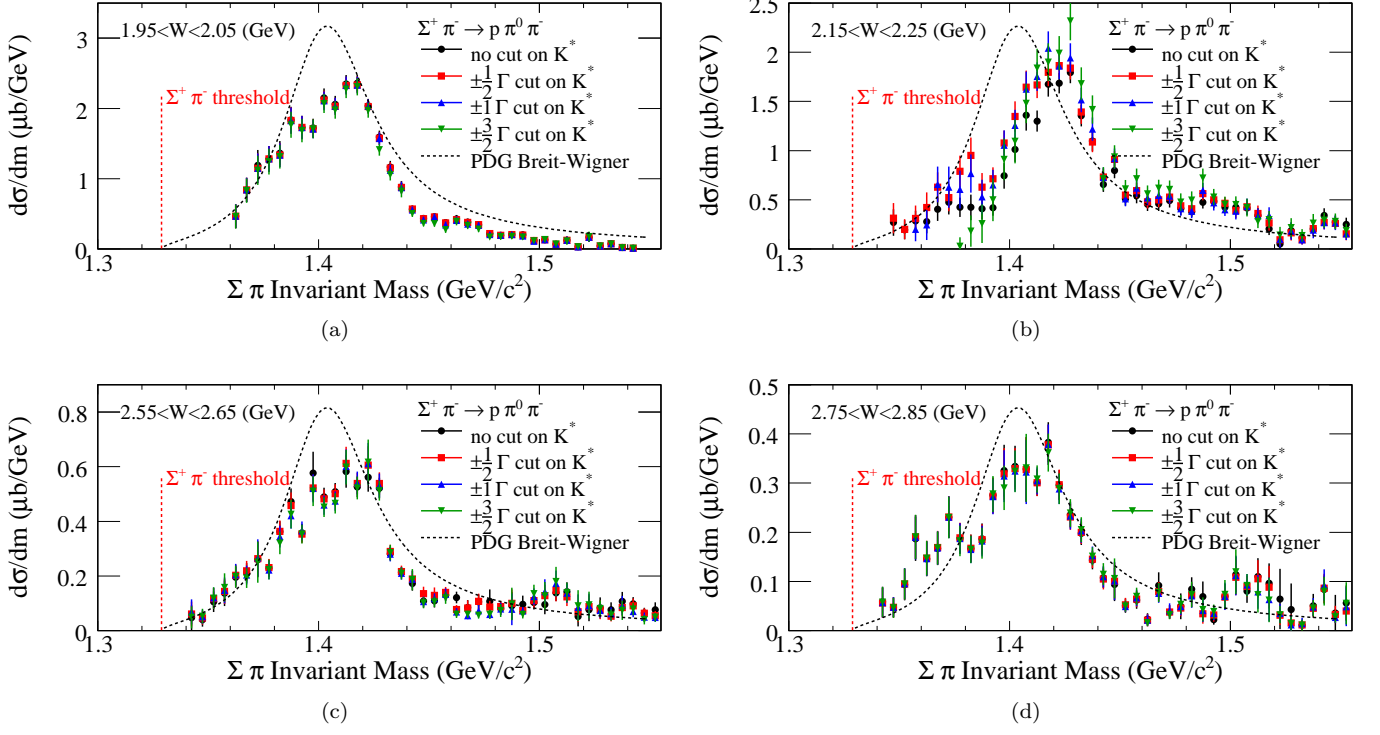 1.95<W<2.05 (GeV)
Σ⁺ π⁻ → p π⁰ π⁻
no cut on K*
±1/2 Γ cut on K*
±1 Γ cut on K*
±3/2 Γ cut on K*
PDG Breit-Wigner
Σ⁺ π⁻ threshold
dσ/dm (μb/GeV)
3
2
1
0
1.3 1.4 1.5
Σ π Invariant Mass (GeV/c²)
(a)
2.15<W<2.25 (GeV)
Σ⁺ π⁻ → p π⁰ π⁻
no cut on K*
±1/2 Γ cut on K*
±1 Γ cut on K*
±3/2 Γ cut on K*
PDG Breit-Wigner
Σ⁺ π⁻ threshold
dσ/dm (μb/GeV)
2.5
2
1.5
1
0.5
0
1.3 1.4 1.5
Σ π Invariant Mass (GeV/c²)
(b)
2.55<W<2.65 (GeV)
Σ⁺ π⁻ → p π⁰ π⁻
no cut on K*
±1/2 Γ cut on K*
±1 Γ cut on K*
±3/2 Γ cut on K*
PDG Breit-Wigner
Σ⁺ π⁻ threshold
dσ/dm (μb/GeV)
0.8
0.6
0.4
0.2
0
1.3 1.4 1.5
Σ π Invariant Mass (GeV/c²)
(c)
2.75<W<2.85 (GeV)
Σ⁺ π⁻ → p π⁰ π⁻
no cut on K*
±1/2 Γ cut on K*
±1 Γ cut on K*
±3/2 Γ cut on K*
PDG Breit-Wigner
Σ⁺ π⁻ threshold
dσ/dm (μb/GeV)
0.5
0.4
0.3
0.2
0.1
0
1.3 1.4 1.5
Σ π Invariant Mass (GeV/c²)
(d)